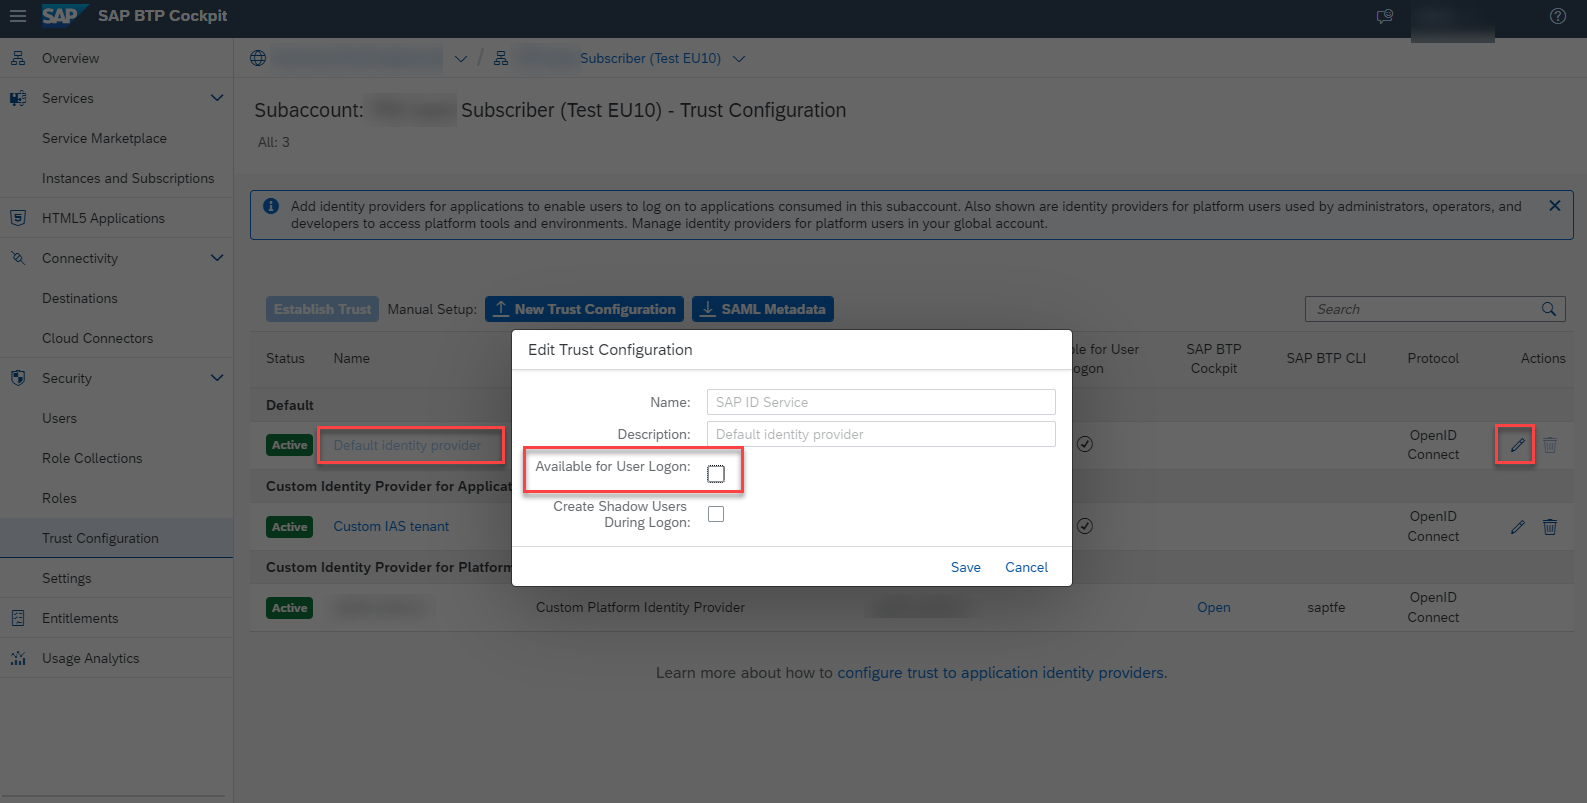 SAP SAP BTP Cockpit
Overview
Services
Service Marketplace
Instances and Subscriptions
HTML5 Applications
Connectivity
Destinations
Cloud Connectors
Security
Users
Role Collections
Roles
Trust Configuration
Settings
Entitlements
Usage Analytics
/ Subscriber (Test EU10)
Subaccount: Subscriber (Test EU10) - Trust Configuration
All: 3
Add identity providers for applications to enable users to log on to applications consumed in this subaccount. Also shown are identity providers for platform users used by administrators, operators, and
developers to access platform tools and environments. Manage identity providers for platform users in your global account.
Establish Trust Manual Setup: New Trust Configuration SAML Metadata Search
Status Name ble for User
ogon SAP BTP
Cockpit SAP BTP CLI Protocol Actions
Default
Active Default identity provider OpenID
Connect
Custom Identity Provider for Applicat
Active Custom IAS tenant OpenID
Connect
Custom Identity Provider for Platform
Active Custom Platform Identity Provider Open saptfe OpenID
Connect
Learn more about how to configure trust to application identity providers.
Edit Trust Configuration
Name: SAP ID Service
Description: Default identity provider
Available for User Logon:
Create Shadow Users
During Logon:
Save Cancel